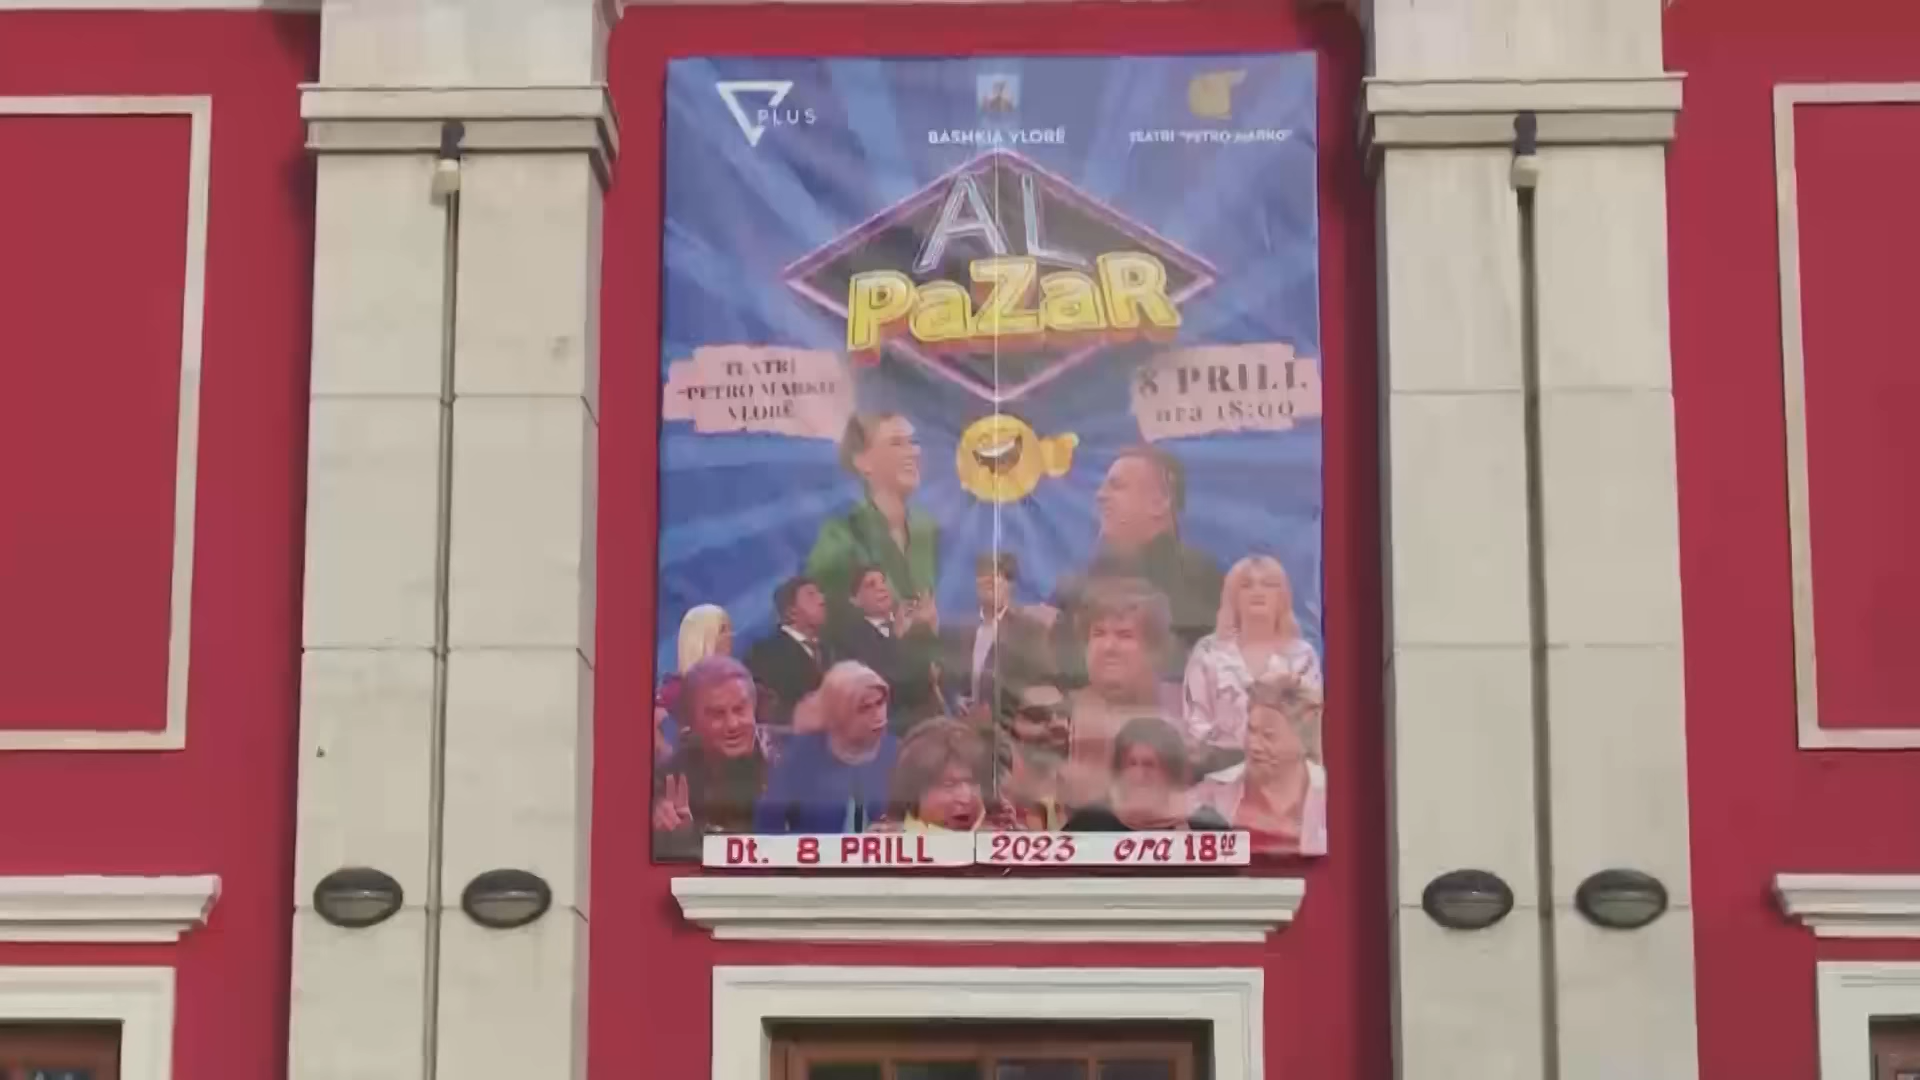 PLUS
BASHKIA VLORË
TEATRI "PETRO MARKO"
AL
PaZaR
TEATRI
"PETRO MARKO"
VLORË
8 PRILL
ora 18:00
Dt. 8 PRILL 2023 ora 18⁰⁰